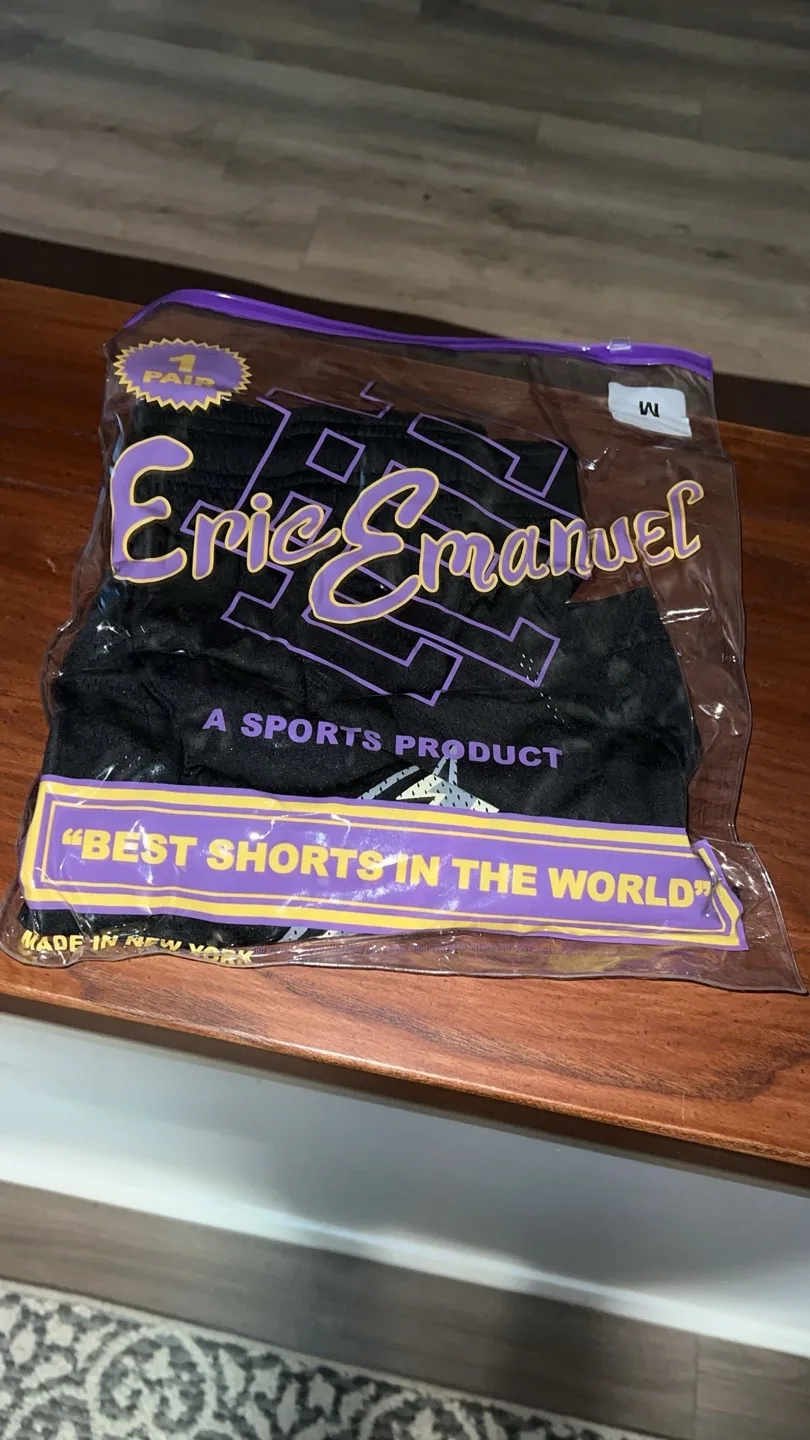 1
PAIR
M
Eric Emanuel
A SPORTS PRODUCT
“BEST SHORTS IN THE WORLD”
MADE IN NEW YORK